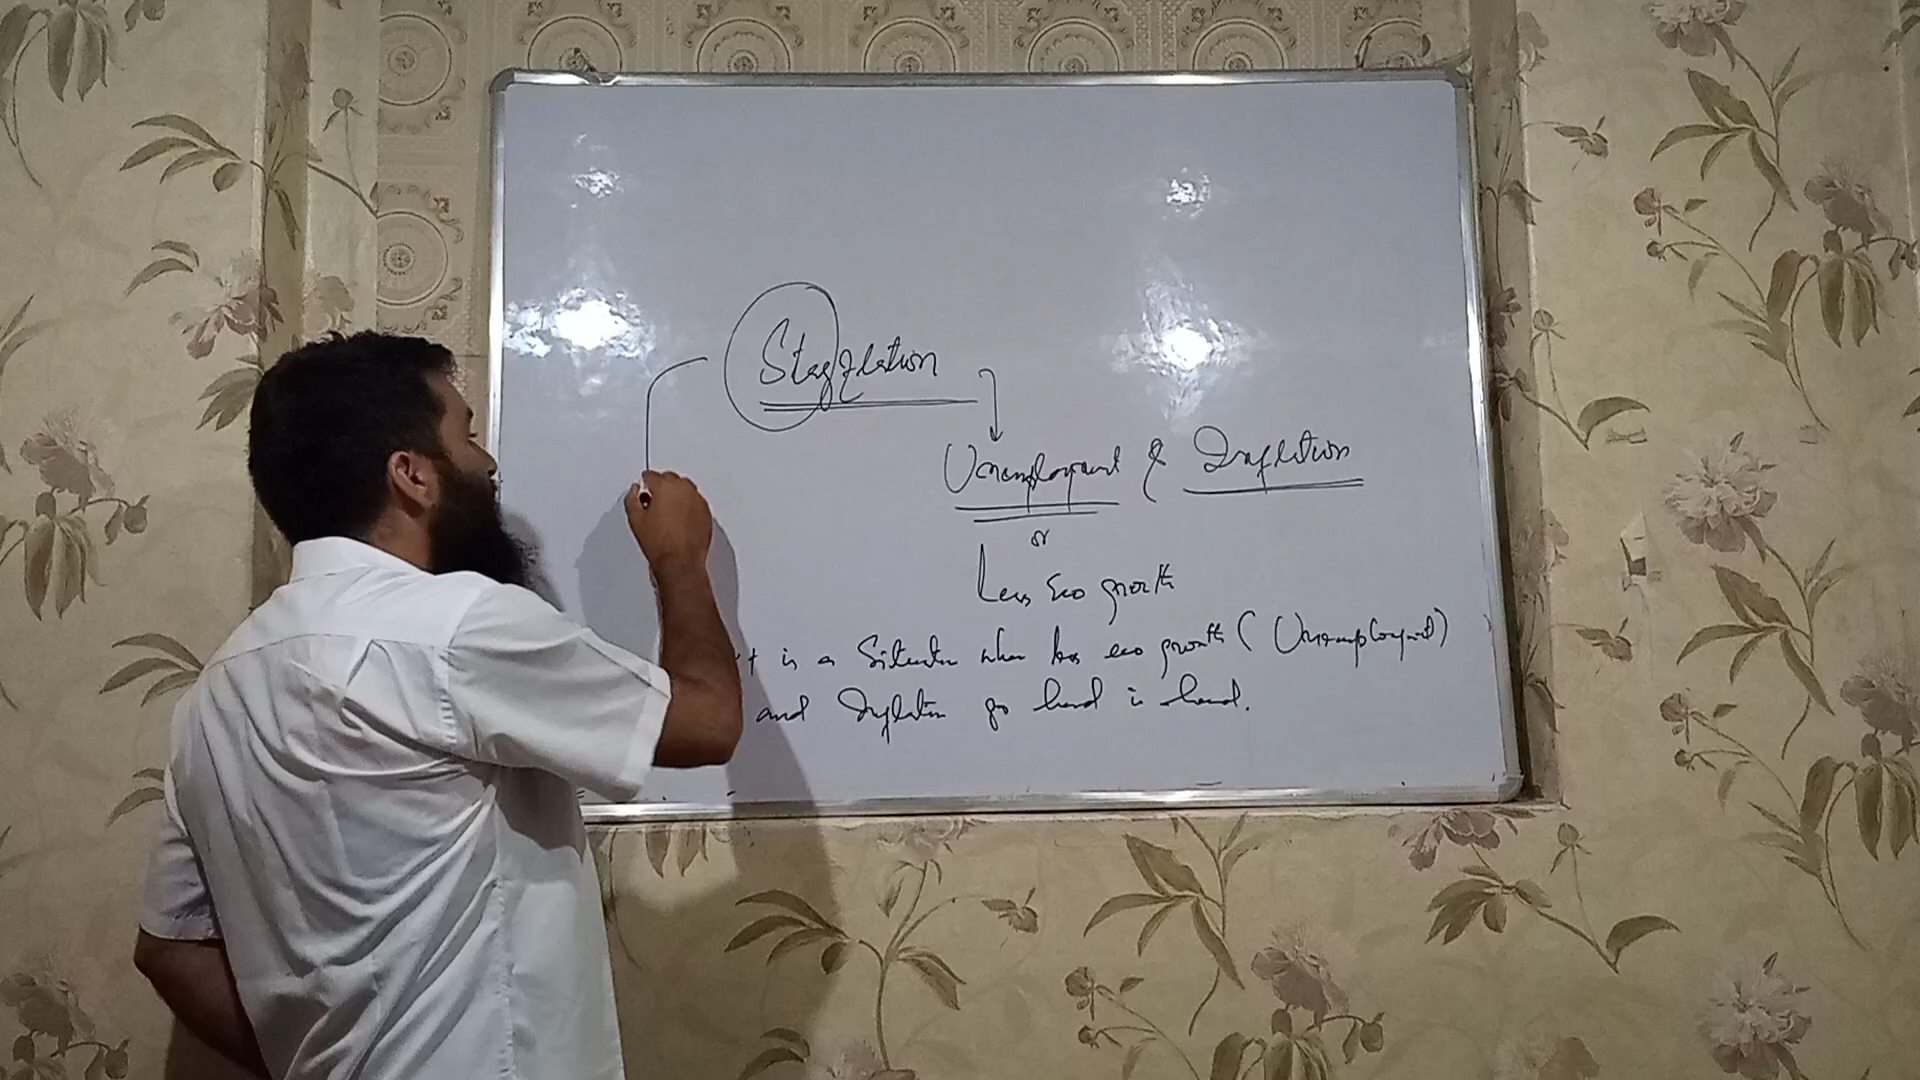 Stagflation
Unemployment & Inflation
or
Less Eco growth
It is a Situation when less eco growth (Unemployment)
and Inflation go hand in hand.